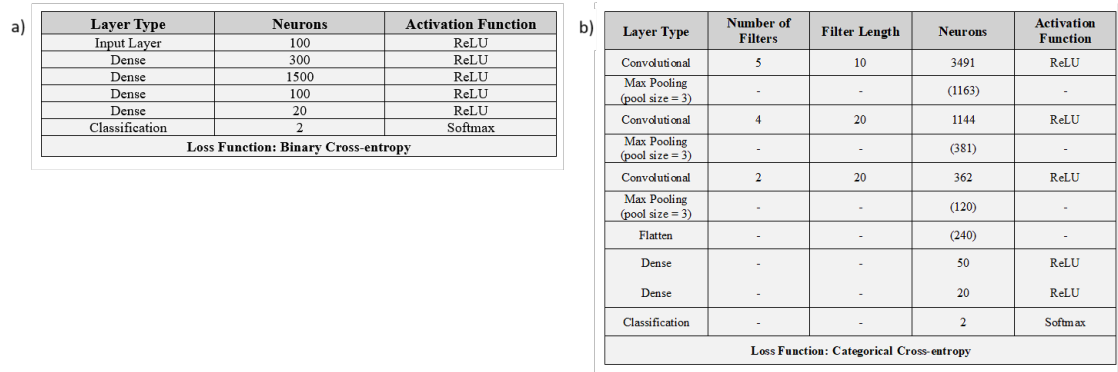 a)
Layer Type Neurons Activation Function
Input Layer 100 ReLU
Dense 300 ReLU
Dense 1500 ReLU
Dense 100 ReLU
Dense 20 ReLU
Classification 2 Softmax
Loss Function: Binary Cross-entropy
b)
Layer Type Number of Filters Filter Length Neurons Activation Function
Convolutional 5 10 3491 ReLU
Max Pooling (pool size = 3) - - (1163) -
Convolutional 4 20 1144 ReLU
Max Pooling (pool size = 3) - - (381) -
Convolutional 2 20 362 ReLU
Max Pooling (pool size = 3) - - (120) -
Flatten - - (240) -
Dense - - 50 ReLU
Dense - - 20 ReLU
Classification - - 2 Softmax
Loss Function: Categorical Cross-entropy